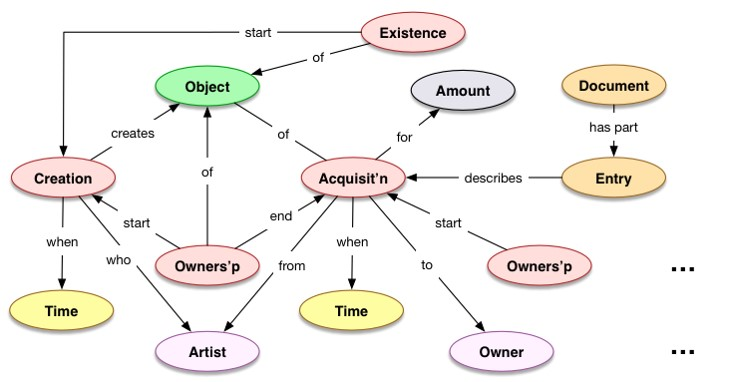 start
Existence
of
Object
Amount
Document
creates
of
for
has part
Creation
of
Acquisit'n
describes
Entry
start
end
start
when
who
Owners'p
from
when
to
Owners'p
...
Time
Time
Artist
Owner
...